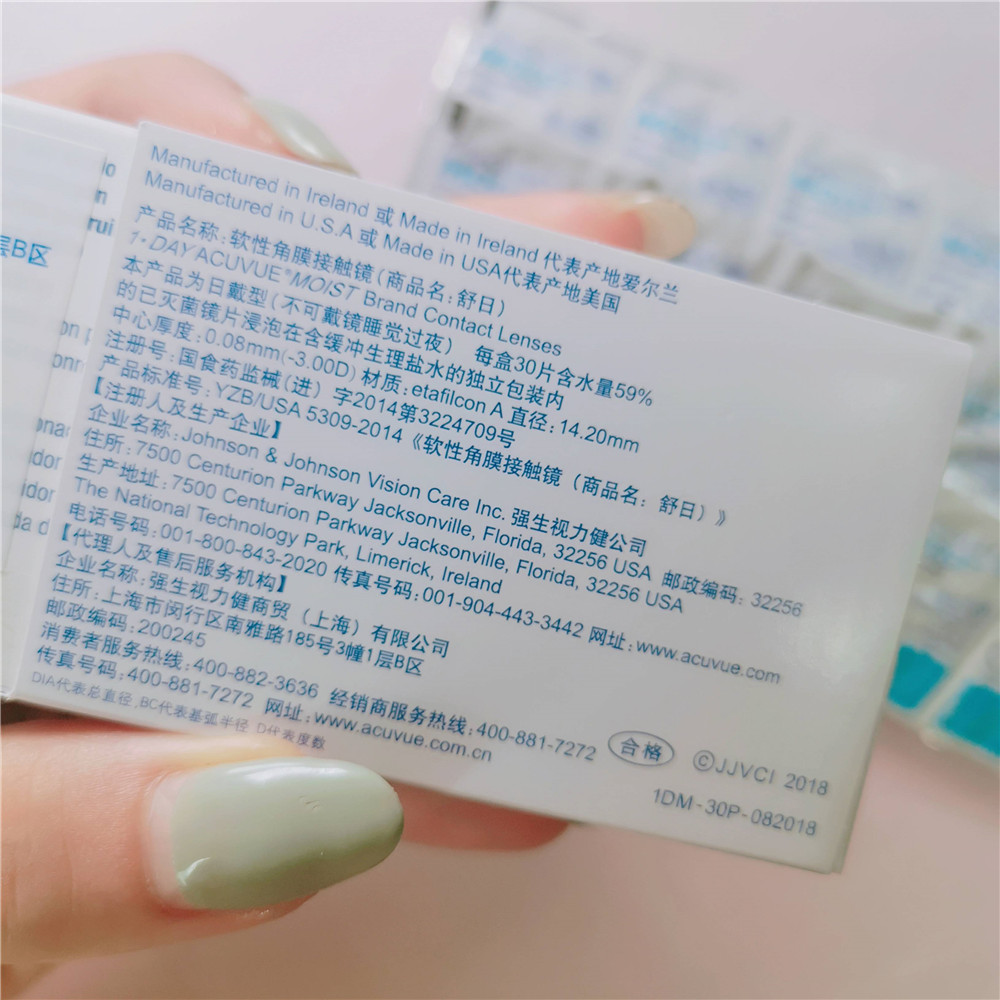 Manufactured in Ireland 或 Made in Ireland 代表产地爱尔兰
Manufactured in U.S.A 或 Made in USA代表产地美国
产品名称:软性角膜接触镜(商品名:舒日)
1·DAY ACUVUE®MOIST Brand Contact Lenses
本产品为日戴型(不可戴镜睡觉过夜) 每盒30片含水量59%
的已灭菌镜片浸泡在含缓冲生理盐水的独立包装内
中心厚度:0.08mm(-3.00D) 材质:etafilcon A 直径:14.20mm
注册号:国食药监械(进)字2014第3224709号
产品标准号:YZB/USA 5309-2014《软性角膜接触镜(商品名:舒日)》
【注册人及生产企业】
企业名称:Johnson & Johnson Vision Care Inc. 强生视力健公司
住所:7500 Centurion Parkway Jacksonville, Florida, 32256 USA 邮政编码: 32256
生产地址:7500 Centurion Parkway Jacksonville, Florida, 32256 USA
The National Technology Park, Limerick, Ireland
电话号码:001-800-843-2020 传真号码:001-904-443-3442 网址:www.acuvue.com
【代理人及售后服务机构】
企业名称:强生视力健商贸(上海)有限公司
住所:上海市闵行区南雅路185号3幢1层B区
邮政编码:200245
消费者服务热线:400-882-3636 经销商服务热线:400-881-7272
传真号码:400-881-7272 网址:www.acuvue.com.cn
DIA代表总直径,BC代表基弧半径 D代表度数
合格
©JJVCI 2018
1DM-30P-082018
层B区